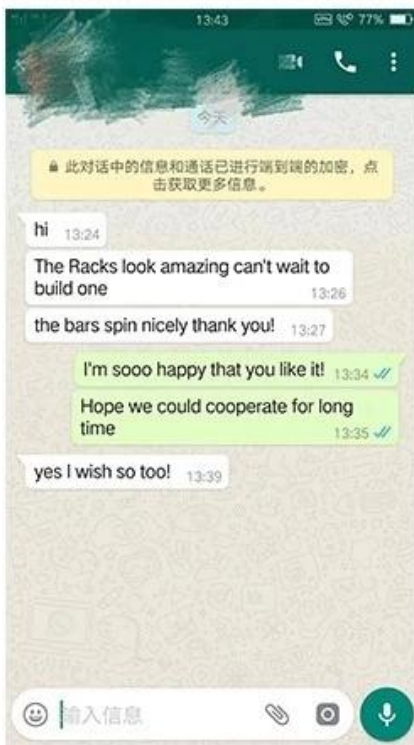 13:43
77%
今天
此对话中的信息和通话已进行端到端的加密，点
击获取更多信息。
hi 13:24
The Racks look amazing can't wait to
build one
13:26
the bars spin nicely thank you! 13:27
I'm sooo happy that you like it! 13:34
Hope we could cooperate for long
time
13:35
yes I wish so too! 13:39
输入信息